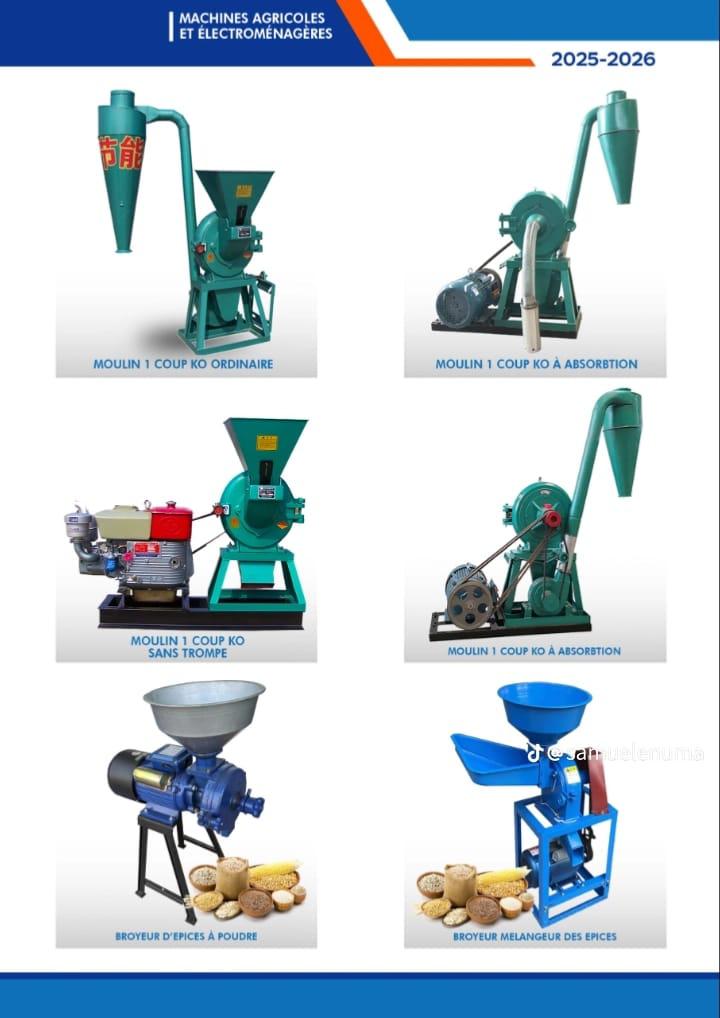 MACHINES AGRICOLES
ET ÉLECTROMÉNAGÈRES
2025-2026
节能
MOULIN 1 COUP KO ORDINAIRE
MOULIN 1 COUP KO À ABSORBTION
MOULIN 1 COUP KO
SANS TROMPE
MOULIN 1 COUP KO À ABSORBTION
@samuelenuma
BROYEUR D'EPICES À POUDRE
BROYEUR MELANGEUR DES EPICES